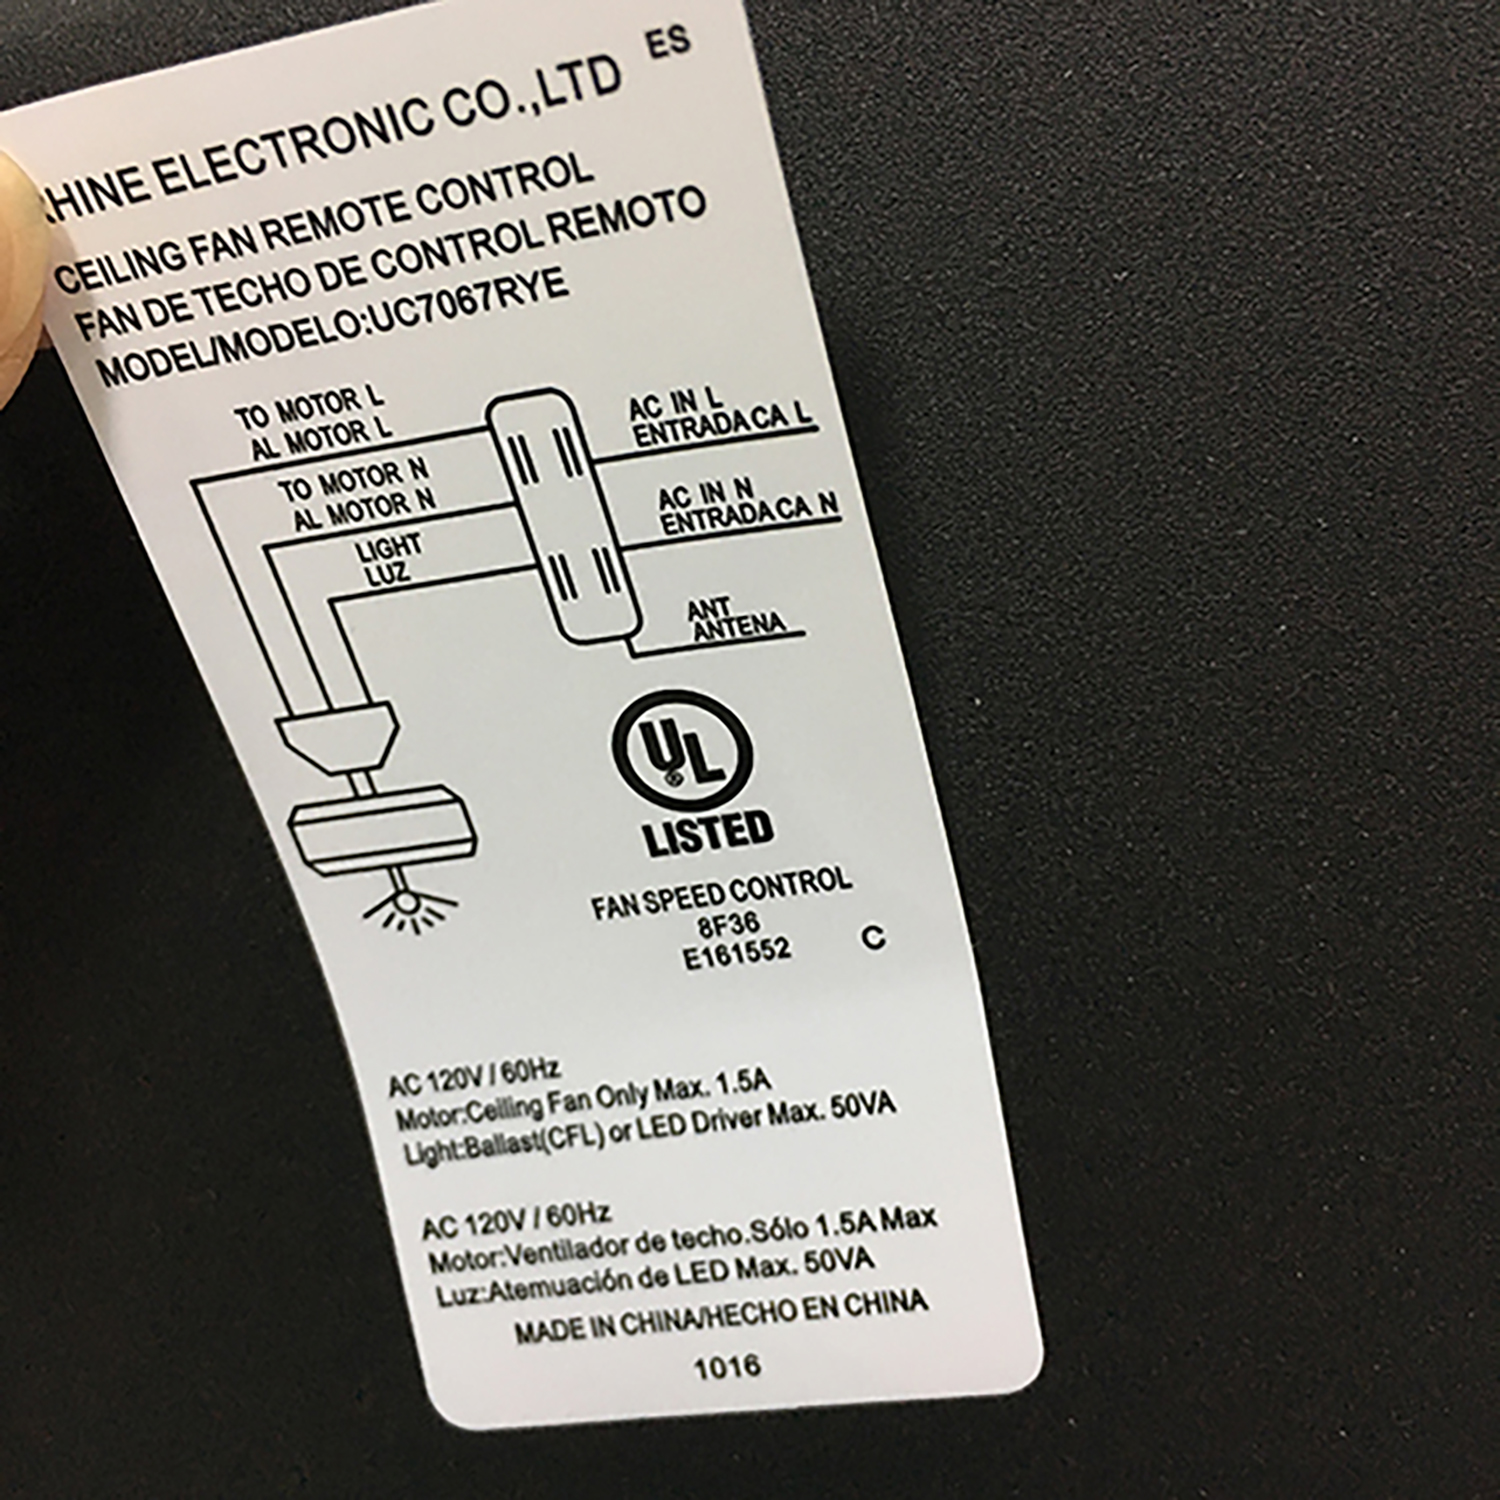 ES
ELECTRONIC CO.,LTD
CEILING FAN REMOTE CONTROL
FAN DE TECHO DE CONTROL REMOTO
MODEL/MODELO:UC7067RYE
TO MOTOR L
AL MOTOR L
TO MOTOR N
AL MOTOR N
LIGHT
LUZ
AC IN L
ENTRADA CA L
AC IN N
ENTRADA CA N
ANT
ANTENA
UL
®
LISTED
FAN SPEED CONTROL
8F36
E161552
C
AC 120V / 60Hz
Motor:Ceiling Fan Only Max. 1.5A
Light:Ballast(CFL) or LED Driver Max. 50VA
AC 120V / 60Hz
Motor:Ventilador de techo.Sólo 1.5A Max
Luz:Atemuación de LED Max. 50VA
MADE IN CHINA/HECHO EN CHINA
1016